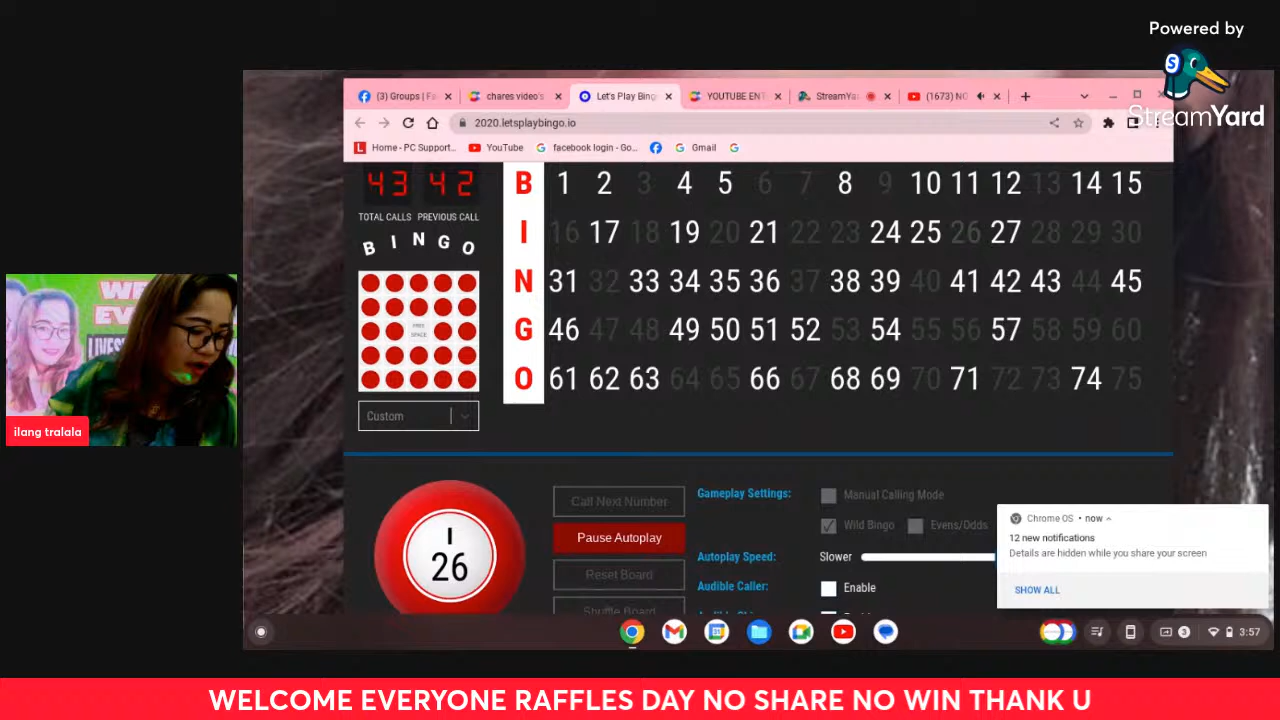 Powered by
StreamYard
(3) Groups | Fa
chares video's
Let's Play Bing
YOUTUBE ENT
StreamYa
(1673) NO
2020.letsplaybingo.io
Home - PC Support...
YouTube
facebook login - Go...
Gmail
43 42
TOTAL CALLS PREVIOUS CALL
B I N G O
FREE SPACE
Custom
B 1 2 3 4 5 6 7 8 9 10 11 12 13 14 15
I 16 17 18 19 20 21 22 23 24 25 26 27 28 29 30
N 31 32 33 34 35 36 37 38 39 40 41 42 43 44 45
G 46 47 48 49 50 51 52 53 54 55 56 57 58 59 60
O 61 62 63 64 65 66 67 68 69 70 71 72 73 74 75
I
26
Call Next Number
Pause Autoplay
Reset Board
Shuffle Board
Gameplay Settings:
Manual Calling Mode
Wild Bingo
Evens/Odds
Autoplay Speed:
Slower
Audible Caller:
Enable
Chrome OS • now
12 new notifications
Details are hidden while you share your screen
SHOW ALL
3
3:57
WE
EV
LIVES
ilang tralala
WELCOME EVERYONE RAFFLES DAY NO SHARE NO WIN THANK U